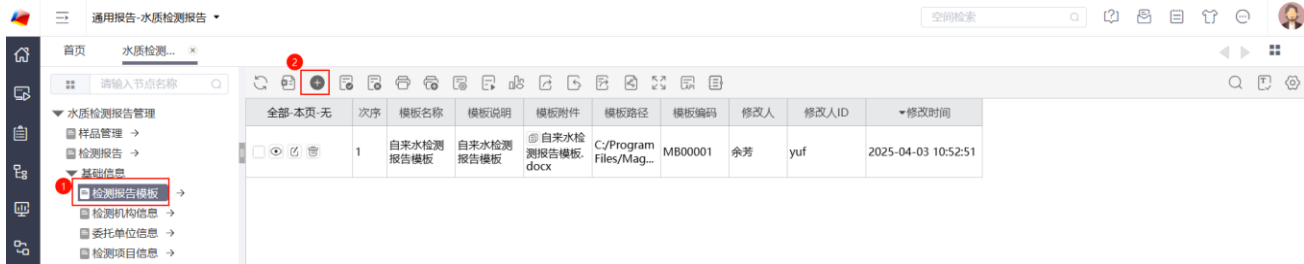 通用报告-水质检测报告
空间检索
首页 水质检测... ×
2
请输入节点名称
水质检测报告管理
样品管理 →
检测报告 →
基础信息
1
检测报告模板 →
检测机构信息 →
委托单位信息 →
检测项目信息 →
全部-本页-无 次序 模板名称 模板说明 模板附件 模板路径 模板编码 修改人 修改人ID 修改时间
1 自来水检测报告模板 自来水检测报告模板 自来水检测报告模板.docx C:/Program Files/Mag... MB00001 余芳 yuf 2025-04-03 10:52:51